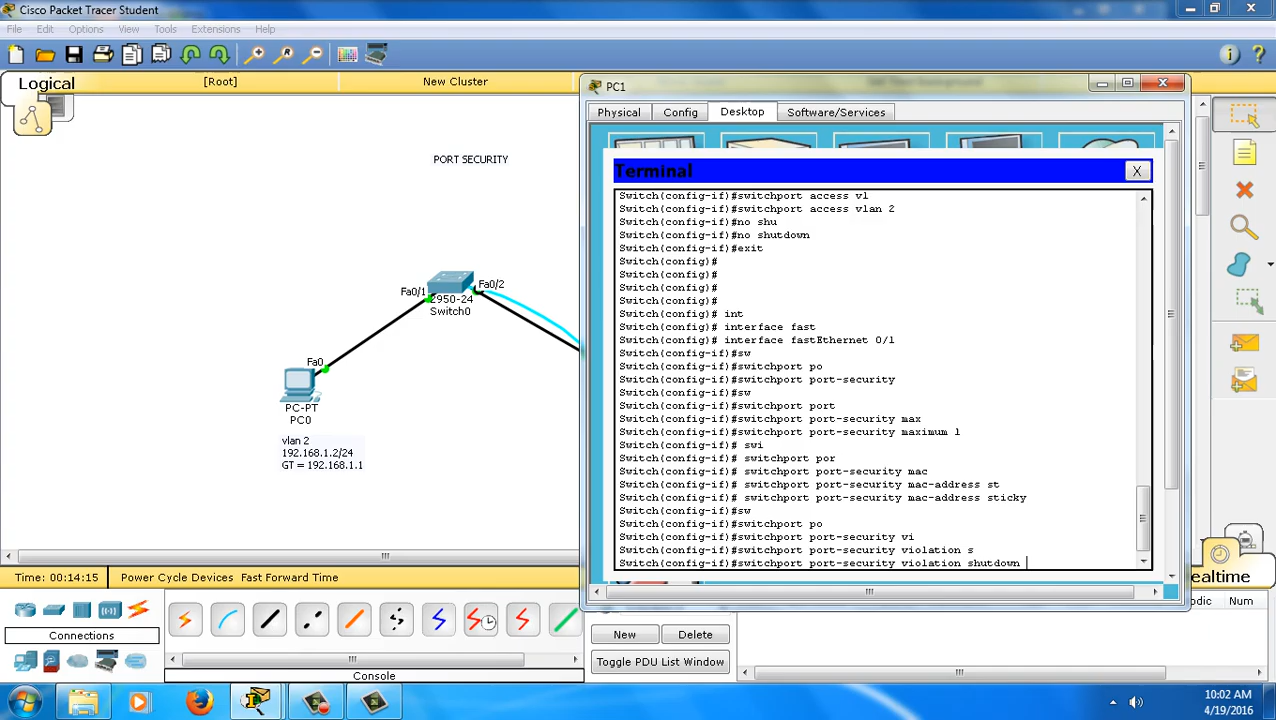 Cisco Packet Tracer Student
File Edit Options View Tools Extensions Help
Logical
[Root]
New Cluster
PORT SECURITY
Fa0/1
Fa0/2
2950-24
Switch0
Fa0
PC-PT
PC0
vlan 2
192.168.1.2/24
GT = 192.168.1.1
PC1
Physical Config Desktop Software/Services
Terminal
X
Switch(config-if)#switchport access vl
Switch(config-if)#switchport access vlan 2
Switch(config-if)#no shu
Switch(config-if)#no shutdown
Switch(config-if)#exit
Switch(config)#
Switch(config)#
Switch(config)#
Switch(config)#
Switch(config)# int
Switch(config)# interface fast
Switch(config)# interface fastEthernet 0/1
Switch(config-if)#sw
Switch(config-if)#switchport po
Switch(config-if)#switchport port-security
Switch(config-if)#sw
Switch(config-if)#switchport port
Switch(config-if)#switchport port-security max
Switch(config-if)#switchport port-security maximum 1
Switch(config-if)# swi
Switch(config-if)# switchport por
Switch(config-if)# switchport port-security mac
Switch(config-if)# switchport port-security mac-address st
Switch(config-if)# switchport port-security mac-address sticky
Switch(config-if)#sw
Switch(config-if)#switchport po
Switch(config-if)#switchport port-security vi
Switch(config-if)#switchport port-security violation s
Switch(config-if)#switchport port-security violation shutdown
Time: 00:14:15 Power Cycle Devices Fast Forward Time
ealtime
Connections
Console
New
Delete
Toggle PDU List Window
odic Num
10:02 AM
4/19/2016